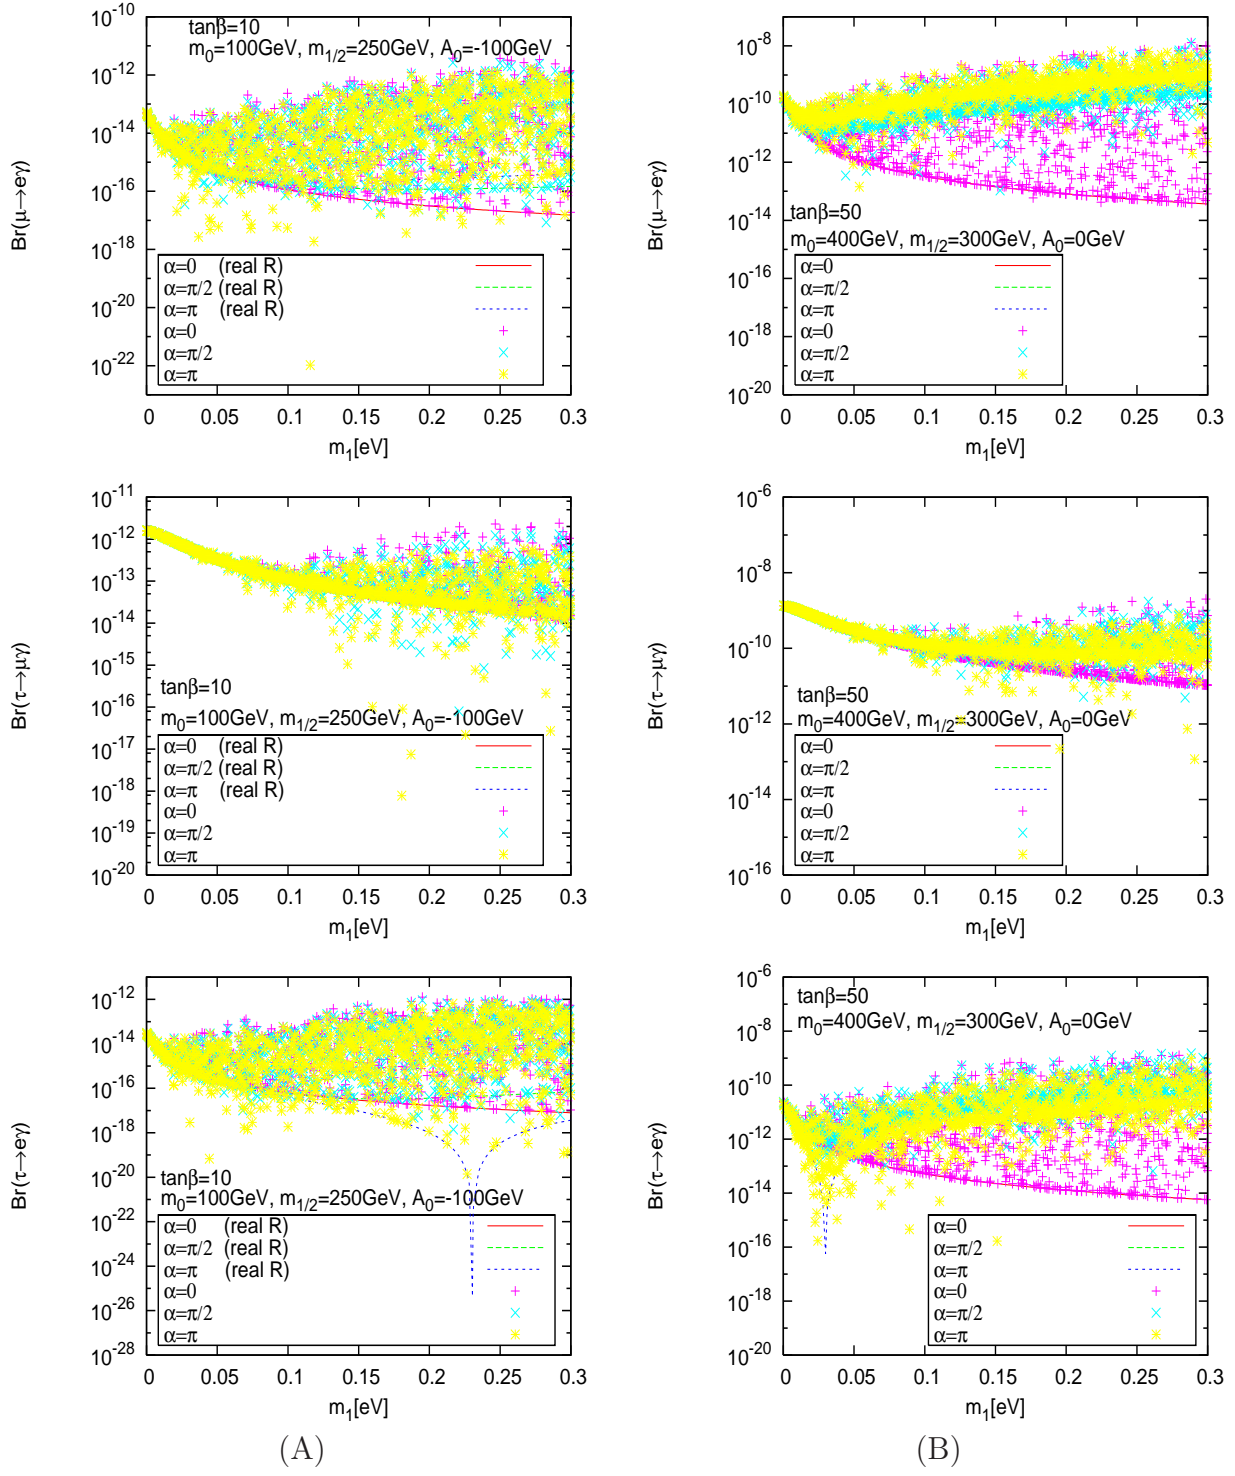 tanβ=10
m₀=100GeV, m₁/₂=250GeV, A₀=-100GeV
Br(μ→eγ)
10⁻¹⁰
10⁻¹²
10⁻¹⁴
10⁻¹⁶
10⁻¹⁸
10⁻²⁰
10⁻²²
α=0 (real R)
α=π/2 (real R)
α=π (real R)
α=0
α=π/2
α=π
0 0.05 0.1 0.15 0.2 0.25 0.3
m₁[eV]
Br(μ→eγ)
10⁻⁸
10⁻¹⁰
10⁻¹²
10⁻¹⁴
10⁻¹⁶
10⁻¹⁸
10⁻²⁰
tanβ=50
m₀=400GeV, m₁/₂=300GeV, A₀=0GeV
α=0
α=π/2
α=π
α=0
α=π/2
α=π
0 0.05 0.1 0.15 0.2 0.25 0.3
m₁[eV]
Br(τ→μγ)
10⁻¹¹
10⁻¹²
10⁻¹³
10⁻¹⁴
10⁻¹⁵
10⁻¹⁶
10⁻¹⁷
10⁻¹⁸
10⁻¹⁹
10⁻²⁰
tanβ=10
m₀=100GeV, m₁/₂=250GeV, A₀=-100GeV
α=0 (real R)
α=π/2 (real R)
α=π (real R)
α=0
α=π/2
α=π
0 0.05 0.1 0.15 0.2 0.25 0.3
m₁[eV]
Br(τ→μγ)
10⁻⁶
10⁻⁸
10⁻¹⁰
10⁻¹²
10⁻¹⁴
10⁻¹⁶
tanβ=50
m₀=400GeV, m₁/₂=300GeV, A₀=0GeV
α=0
α=π/2
α=π
α=0
α=π/2
α=π
0 0.05 0.1 0.15 0.2 0.25 0.3
m₁[eV]
Br(τ→eγ)
10⁻¹²
10⁻¹⁴
10⁻¹⁶
10⁻¹⁸
10⁻²⁰
10⁻²²
10⁻²⁴
10⁻²⁶
10⁻²⁸
tanβ=10
m₀=100GeV, m₁/₂=250GeV, A₀=-100GeV
α=0 (real R)
α=π/2 (real R)
α=π (real R)
α=0
α=π/2
α=π
0 0.05 0.1 0.15 0.2 0.25 0.3
m₁[eV]
(A)
Br(τ→eγ)
10⁻⁶
10⁻⁸
10⁻¹⁰
10⁻¹²
10⁻¹⁴
10⁻¹⁶
10⁻¹⁸
10⁻²⁰
tanβ=50
m₀=400GeV, m₁/₂=300GeV, A₀=0GeV
α=0
α=π/2
α=π
α=0
α=π/2
α=π
0 0.05 0.1 0.15 0.2 0.25 0.3
m₁[eV]
(B)